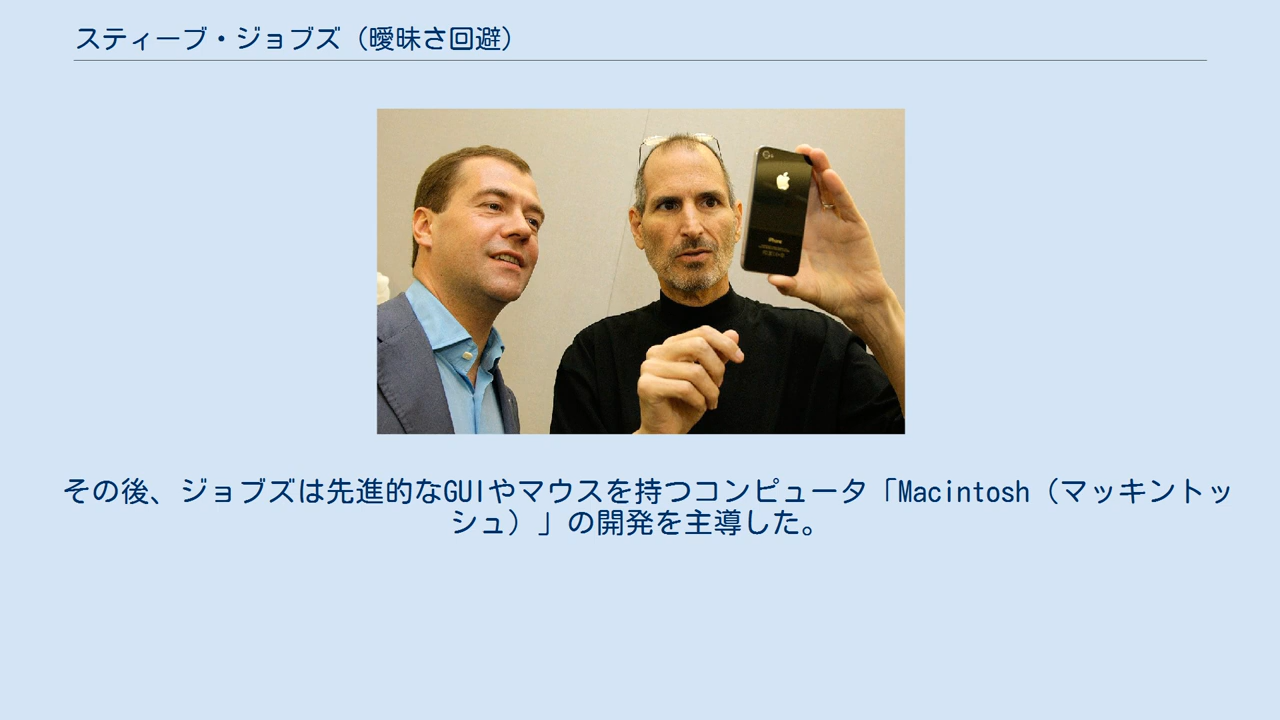 スティーブ・ジョブズ（曖昧さ回避）
iPhone
その後、ジョブズは先進的なGUIやマウスを持つコンピュータ「Macintosh（マッキントッ
シュ）」の開発を主導した。